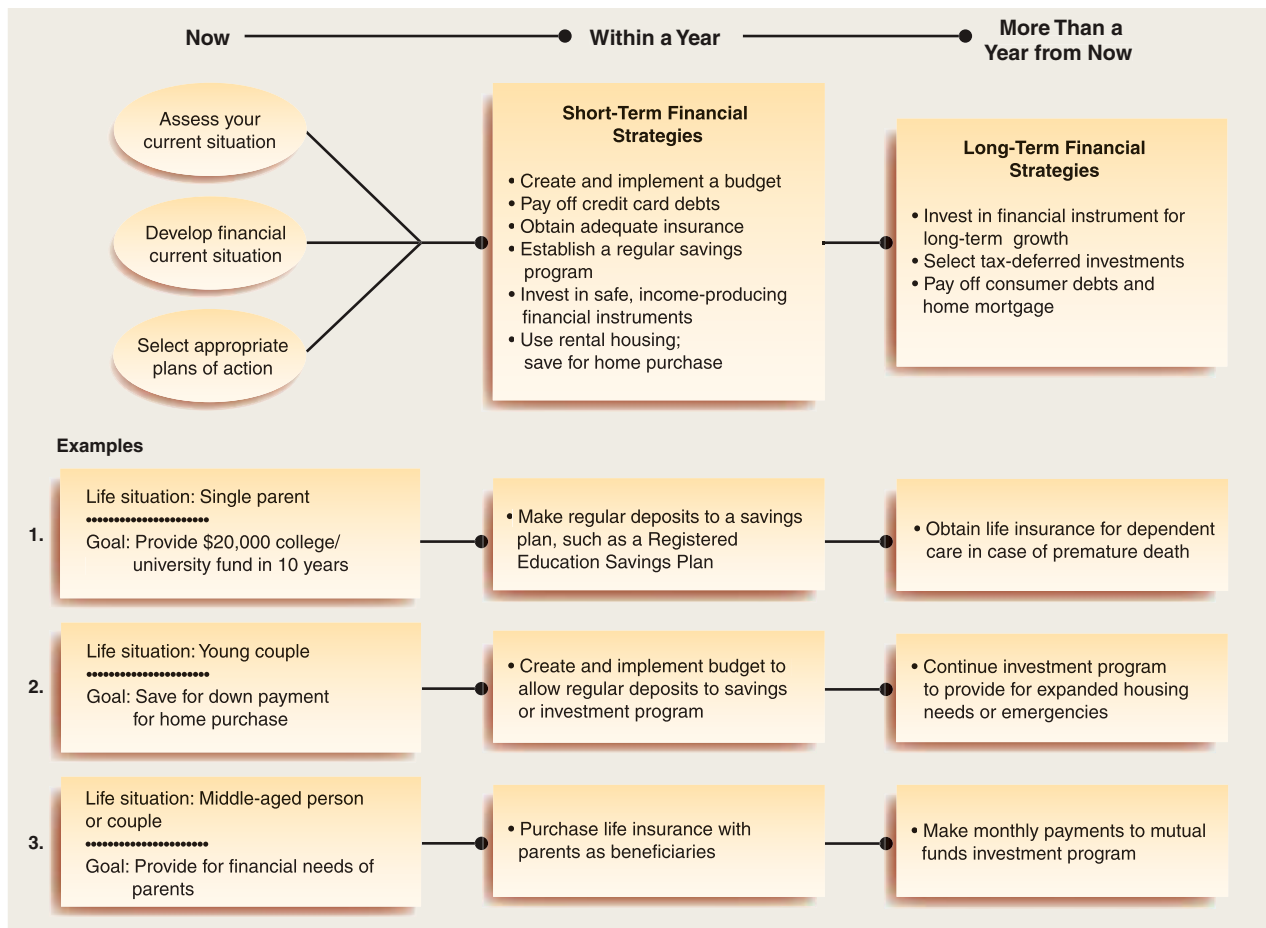 Now
Within a Year
More Than a
Year from Now
Assess your
current situation
Develop financial
current situation
Select appropriate
plans of action
Short-Term Financial
Strategies
• Create and implement a budget
• Pay off credit card debts
• Obtain adequate insurance
• Establish a regular savings
program
• Invest in safe, income-producing
financial instruments
• Use rental housing;
save for home purchase
Long-Term Financial
Strategies
• Invest in financial instrument for
long-term growth
• Select tax-deferred investments
• Pay off consumer debts and
home mortgage
Examples
1.
Life situation: Single parent
Goal: Provide $20,000 college/
university fund in 10 years
• Make regular deposits to a savings
plan, such as a Registered
Education Savings Plan
• Obtain life insurance for dependent
care in case of premature death
2.
Life situation: Young couple
Goal: Save for down payment
for home purchase
• Create and implement budget to
allow regular deposits to savings
or investment program
• Continue investment program
to provide for expanded housing
needs or emergencies
3.
Life situation: Middle-aged person
or couple
Goal: Provide for financial needs of
parents
• Purchase life insurance with
parents as beneficiaries
• Make monthly payments to mutual
funds investment program